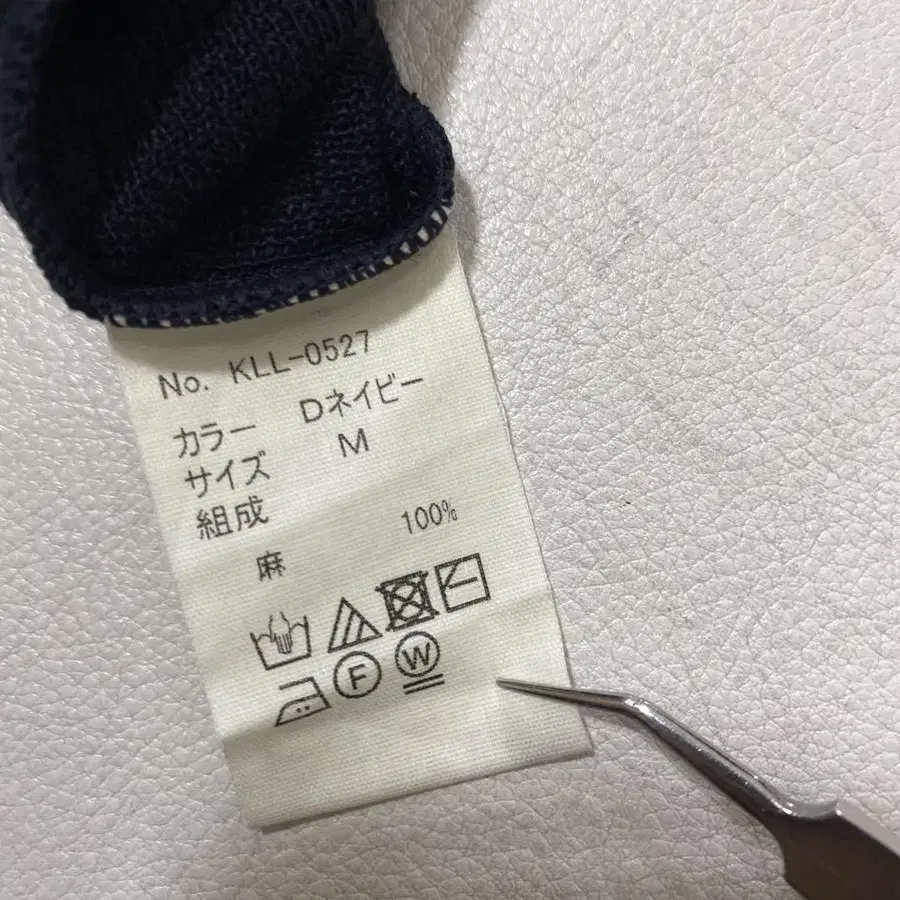 No. KLL-0527
カラー Dネイビー
サイズ M
組成
麻 100%
F W